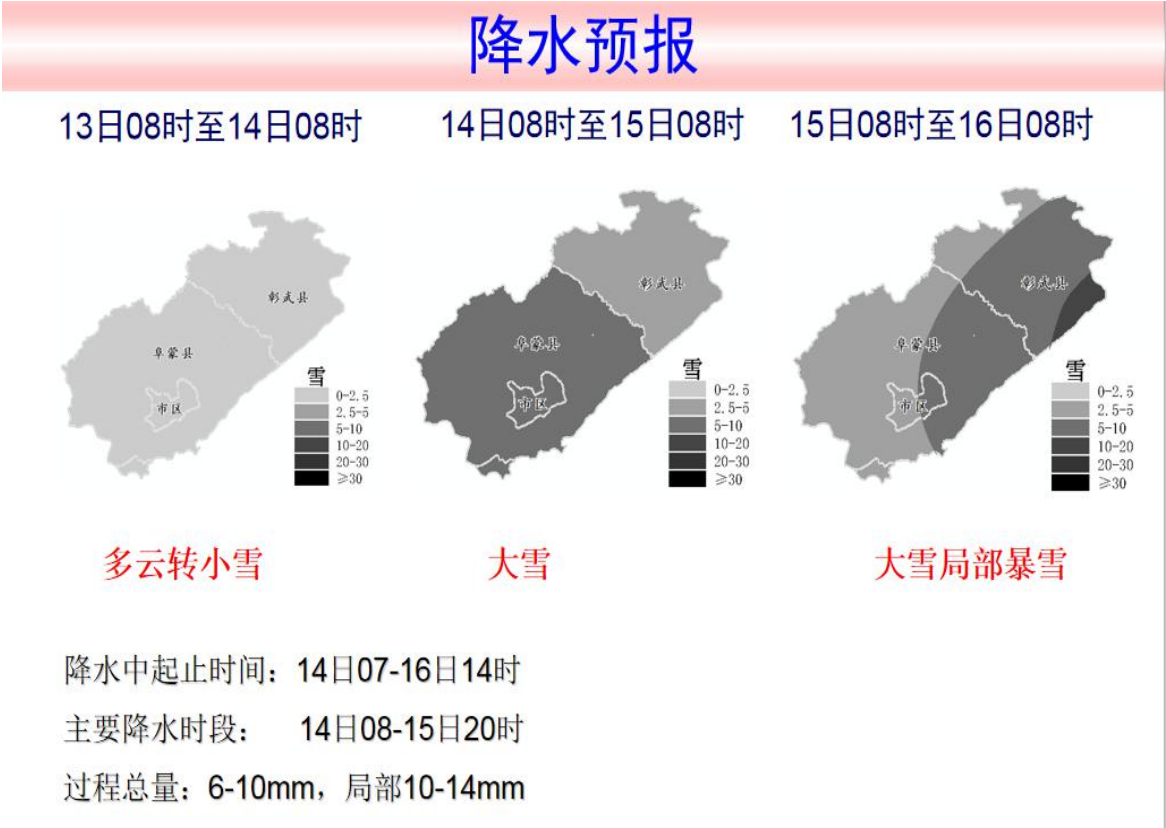 降水预报
13日08时至14日08时
14日08时至15日08时
15日08时至16日08时
彰武县
阜蒙县
市区
雪
0-2.5
2.5-5
5-10
10-20
20-30
≥30
彰武县
阜蒙县
市区
雪
0-2.5
2.5-5
5-10
10-20
20-30
≥30
彰武县
阜蒙县
市区
雪
0-2.5
2.5-5
5-10
10-20
20-30
≥30
多云转小雪
大雪
大雪局部暴雪
降水中起止时间：14日07-16日14时
主要降水时段： 14日08-15日20时
过程总量：6-10mm，局部10-14mm